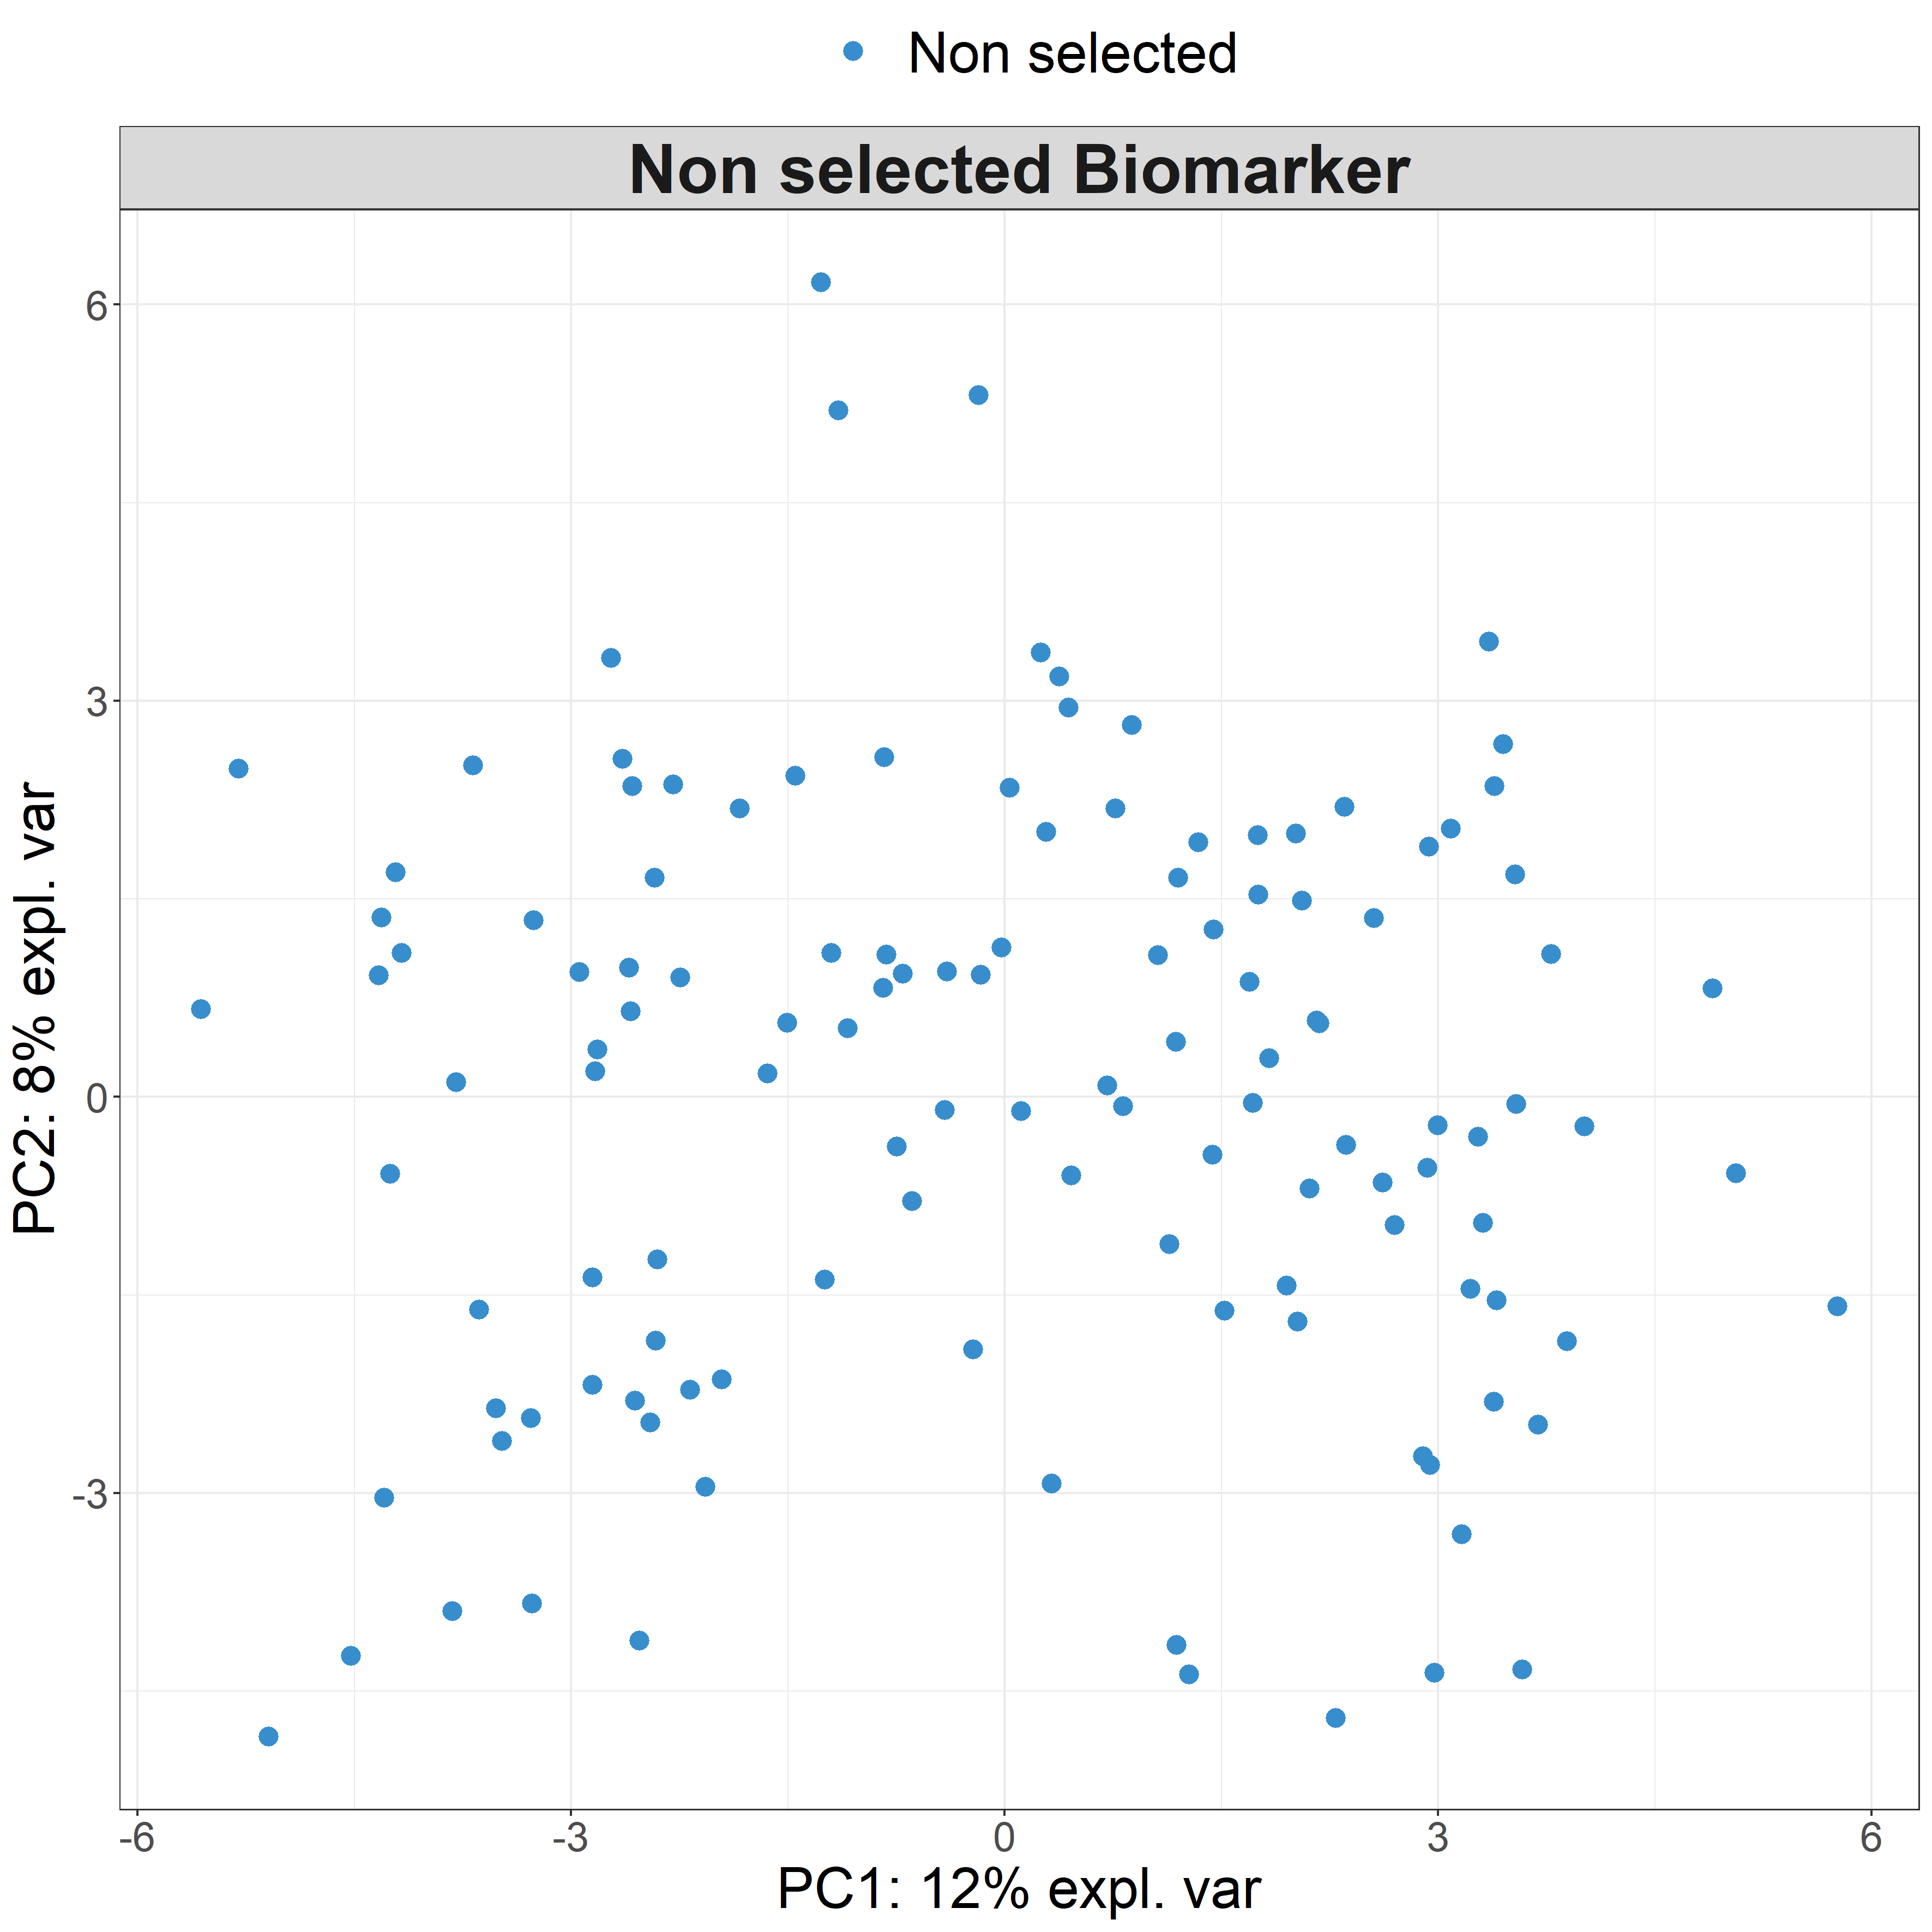 Non selected
Non selected Biomarker
6
3
0
-3
PC2: 8% expl. var
-6
-3
0
3
6
PC1: 12% expl. var